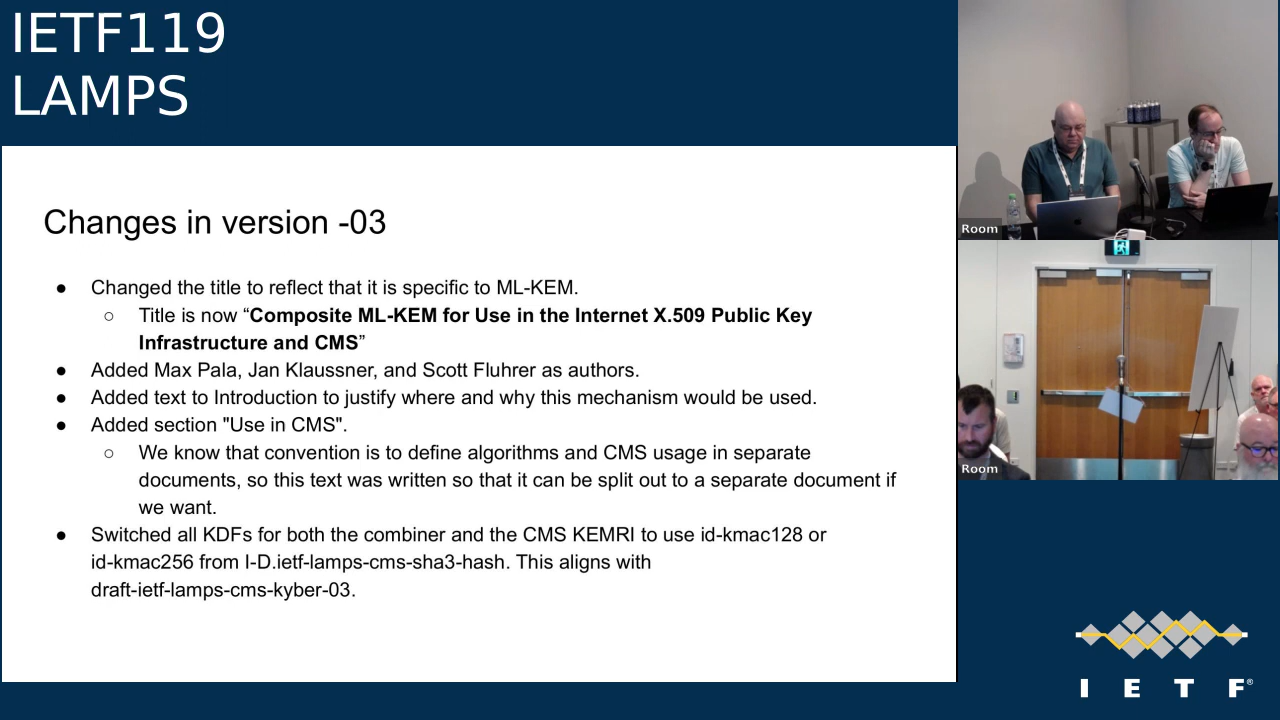 IETF119
LAMPS
Changes in version -03
● Changed the title to reflect that it is specific to ML-KEM.
○ Title is now “Composite ML-KEM for Use in the Internet X.509 Public Key
Infrastructure and CMS”
● Added Max Pala, Jan Klaussner, and Scott Fluhrer as authors.
● Added text to Introduction to justify where and why this mechanism would be used.
● Added section "Use in CMS".
○ We know that convention is to define algorithms and CMS usage in separate
documents, so this text was written so that it can be split out to a separate document if
we want.
● Switched all KDFs for both the combiner and the CMS KEMRI to use id-kmac128 or
id-kmac256 from I-D.ietf-lamps-cms-sha3-hash. This aligns with
draft-ietf-lamps-cms-kyber-03.
Room
Room
I E T F®